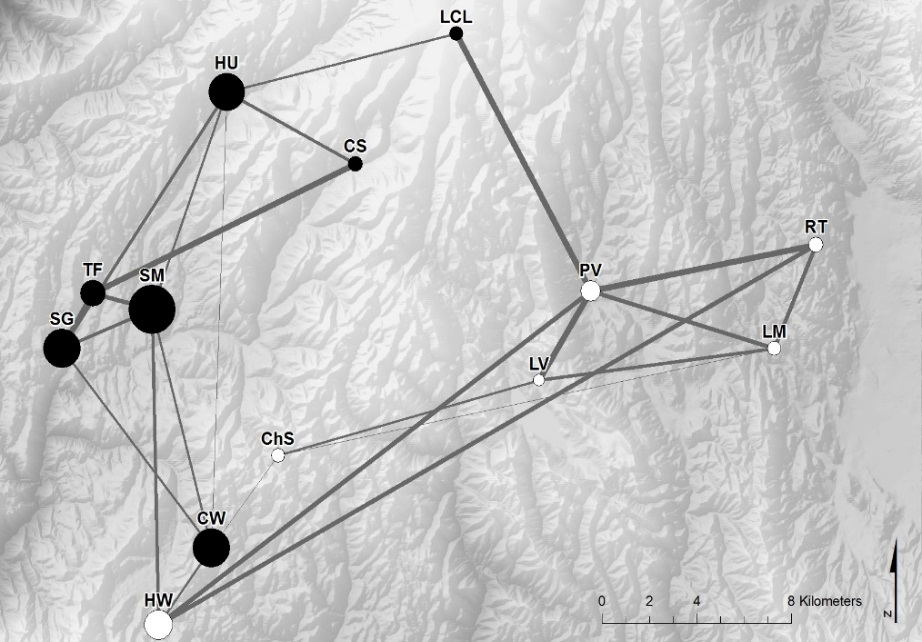 LCL
HU
CS
RT
TF
SM
PV
SG
LM
LV
ChS
CW
HW
0 2 4 8 Kilometers
N